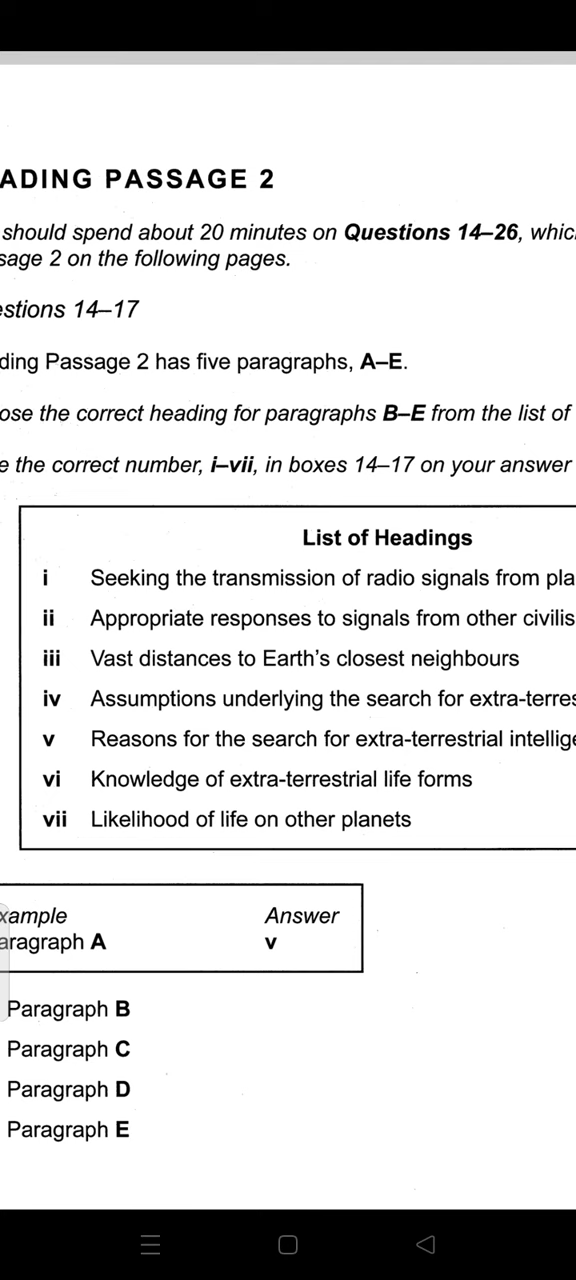 ADING PASSAGE 2
should spend about 20 minutes on Questions 14–26, whic
sage 2 on the following pages.
estions 14–17
ding Passage 2 has five paragraphs, A–E.
ose the correct heading for paragraphs B–E from the list of
e the correct number, i–vii, in boxes 14–17 on your answer
List of Headings
i Seeking the transmission of radio signals from pla
ii Appropriate responses to signals from other civilis
iii Vast distances to Earth's closest neighbours
iv Assumptions underlying the search for extra-terres
v Reasons for the search for extra-terrestrial intellige
vi Knowledge of extra-terrestrial life forms
vii Likelihood of life on other planets
xample Answer
aragraph A v
Paragraph B
Paragraph C
Paragraph D
Paragraph E